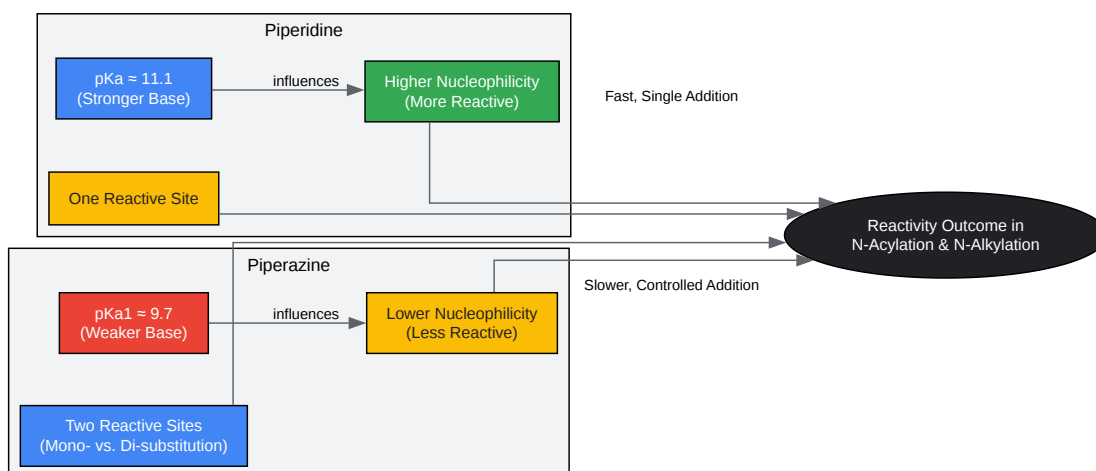 Piperidine
pKa ≈ 11.1
(Stronger Base)
influences
Higher Nucleophilicity
(More Reactive)
Fast, Single Addition
One Reactive Site
Reactivity Outcome in
N-Acylation & N-Alkylation
Piperazine
Slower, Controlled Addition
pKa1 ≈ 9.7
(Weaker Base)
influences
Lower Nucleophilicity
(Less Reactive)
Two Reactive Sites
(Mono- vs. Di-substitution)